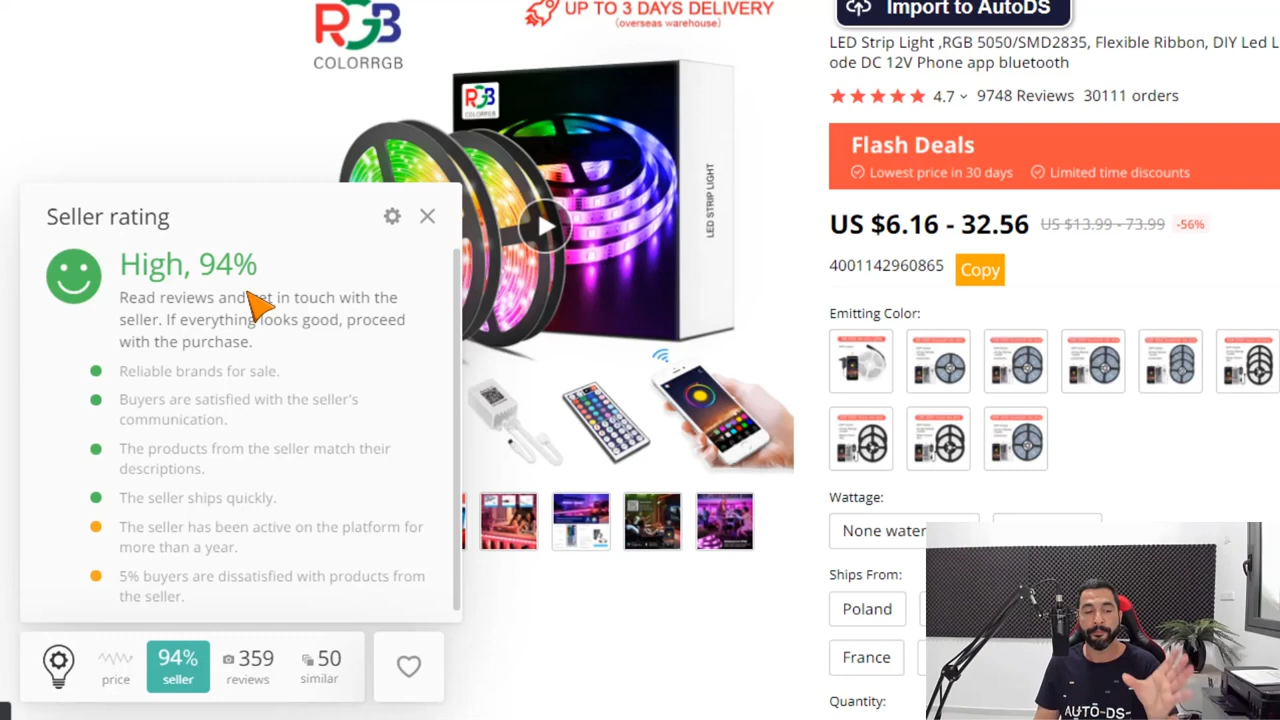 RGB
COLORRGB
UP TO 3 DAYS DELIVERY
(overseas warehouse)
RGB
COLORRGB
LED STRIP LIGHT
Import to AutoDS
LED Strip Light ,RGB 5050/SMD2835, Flexible Ribbon, DIY Led L
ode DC 12V Phone app bluetooth
4.7
9748 Reviews
30111 orders
Flash Deals
Lowest price in 30 days
Limited time discounts
US $6.16 - 32.56
US $13.99 - 73.99
-56%
4001142960865
Copy
Emitting Color:
Wattage:
None water
Ships From:
Poland
France
Quantity:
Seller rating
High, 94%
Read reviews and get in touch with the
seller. If everything looks good, proceed
with the purchase.
Reliable brands for sale.
Buyers are satisfied with the seller's
communication.
The products from the seller match their
descriptions.
The seller ships quickly.
The seller has been active on the platform for
more than a year.
5% buyers are dissatisfied with products from
the seller.
price
94%
seller
359
reviews
50
similar
AUTO-DS-